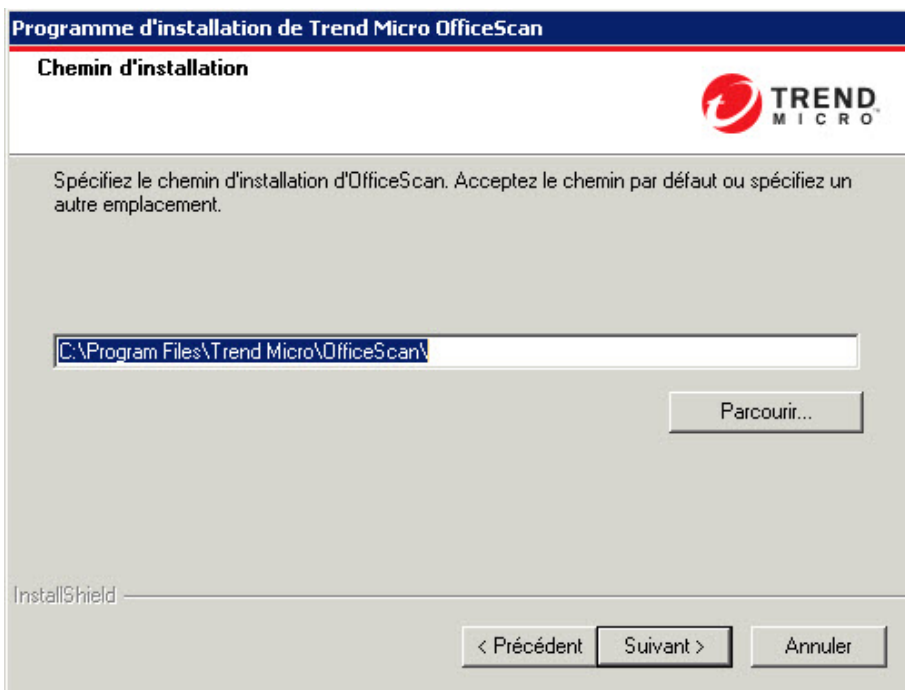 Programme d'installation de Trend Micro OfficeScan
Chemin d'installation
TREND
MICRO
Spécifiez le chemin d'installation d'OfficeScan. Acceptez le chemin par défaut ou spécifiez un
autre emplacement.
C:\Program Files\Trend Micro\OfficeScan\
Parcourir...
InstallShield
< Précédent
Suivant >
Annuler